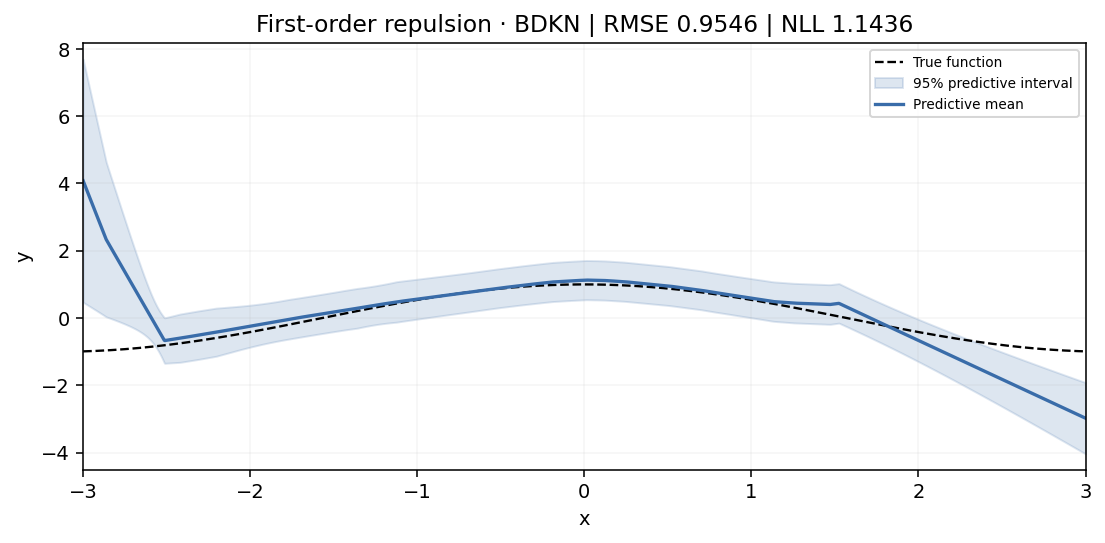 First-order repulsion · BDKN | RMSE 0.9546 | NLL 1.1436
True function
95% predictive interval
Predictive mean
8
6
4
2
0
−2
−4
y
−3
−2
−1
0
1
2
3
x